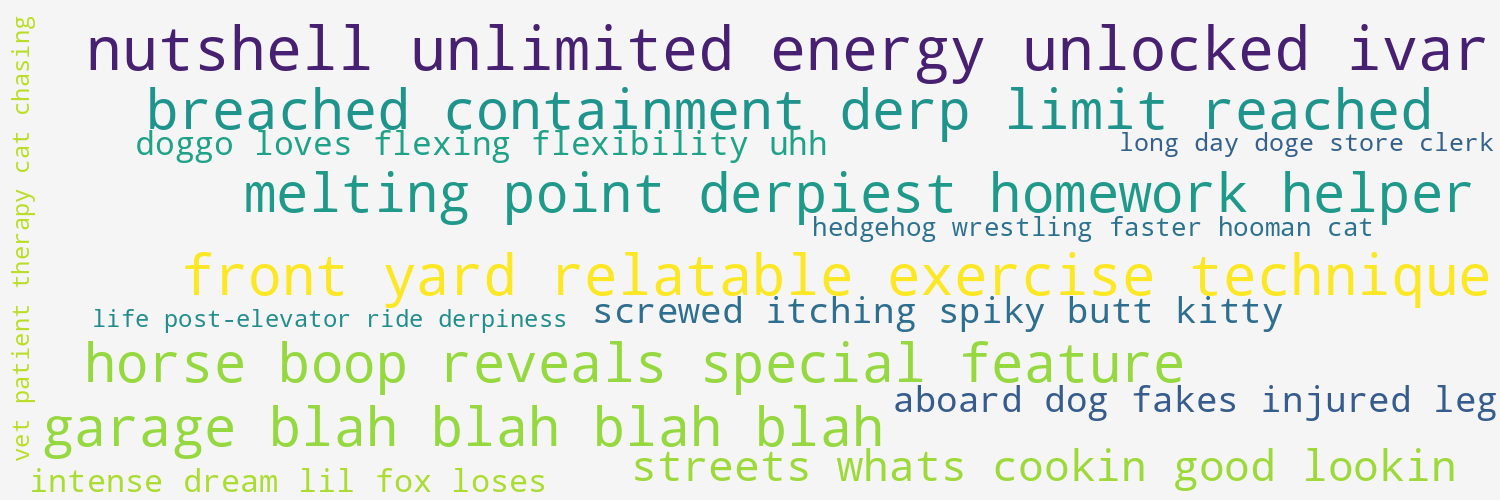 nutshell unlimited energy unlocked ivar
breached containment derp limit reached
doggo loves flexing flexibility uhh
long day doge store clerk
melting point derpiest homework helper
hedgehog wrestling faster hooman cat
front yard relatable exercise technique
life post-elevator ride derpiness
screwed itching spiky butt kitty
horse boop reveals special feature
aboard dog fakes injured leg
garage blah blah blah blah
streets whats cookin good lookin
intense dream lil fox loses
vet patient therapy cat chasing